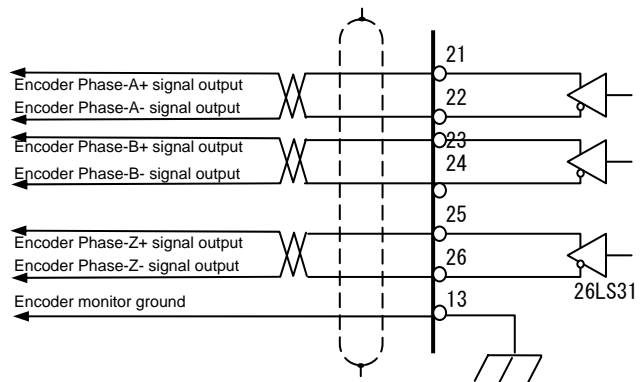 21
Encoder Phase-A+ signal output
Encoder Phase-A- signal output
22
Encoder Phase-B+ signal output
23
Encoder Phase-B- signal output
24
25
Encoder Phase-Z+ signal output
Encoder Phase-Z- signal output
26
26LS31
Encoder monitor ground
13